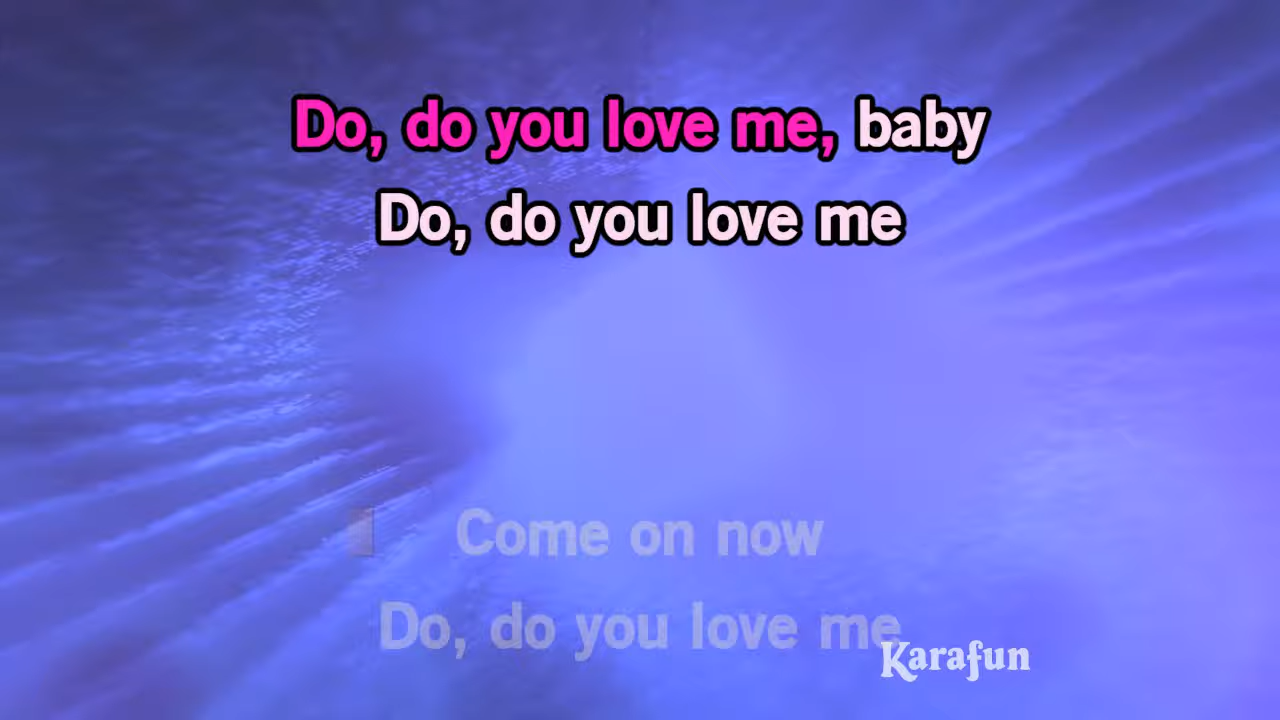 Do, do you love me, baby
Do, do you love me
Come on now
Do, do you love me
Karafun